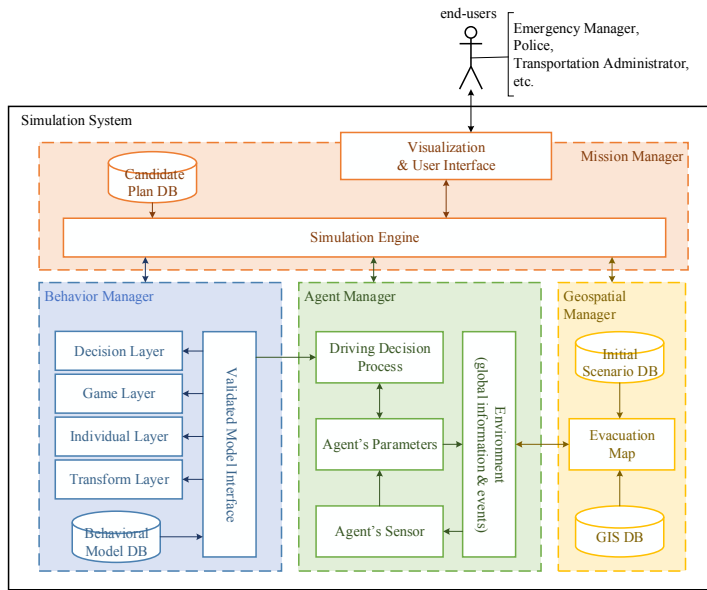 end-users
Emergency Manager,
Police,
Transportation Administrator,
etc.
Simulation System
Visualization
& User Interface
Mission Manager
Candidate
Plan DB
Simulation Engine
Behavior Manager
Agent Manager
Geospatial
Manager
Decision Layer
Game Layer
Individual Layer
Transform Layer
Behavioral
Model DB
Validated Model Interface
Driving Decision
Process
Agent's Parameters
Agent's Sensor
Environment
(global information & events)
Initial
Scenario DB
Evacuation
Map
GIS DB